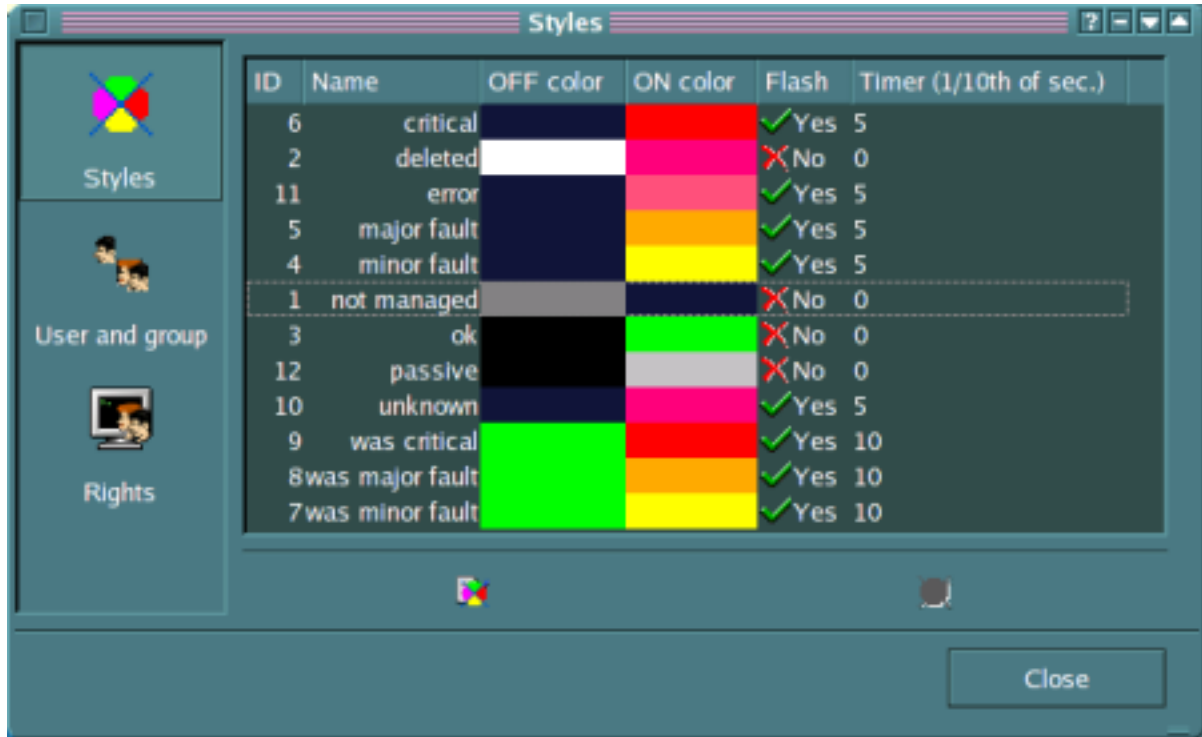 Styles
ID Name OFF color ON color Flash Timer (1/10th of sec.)
6 critical Yes 5
2 deleted No 0
11 error Yes 5
5 major fault Yes 5
4 minor fault Yes 5
1 not managed No 0
3 ok No 0
12 passive No 0
10 unknown Yes 5
9 was critical Yes 10
8 was major fault Yes 10
7 was minor fault Yes 10
Styles
User and group
Rights
Close